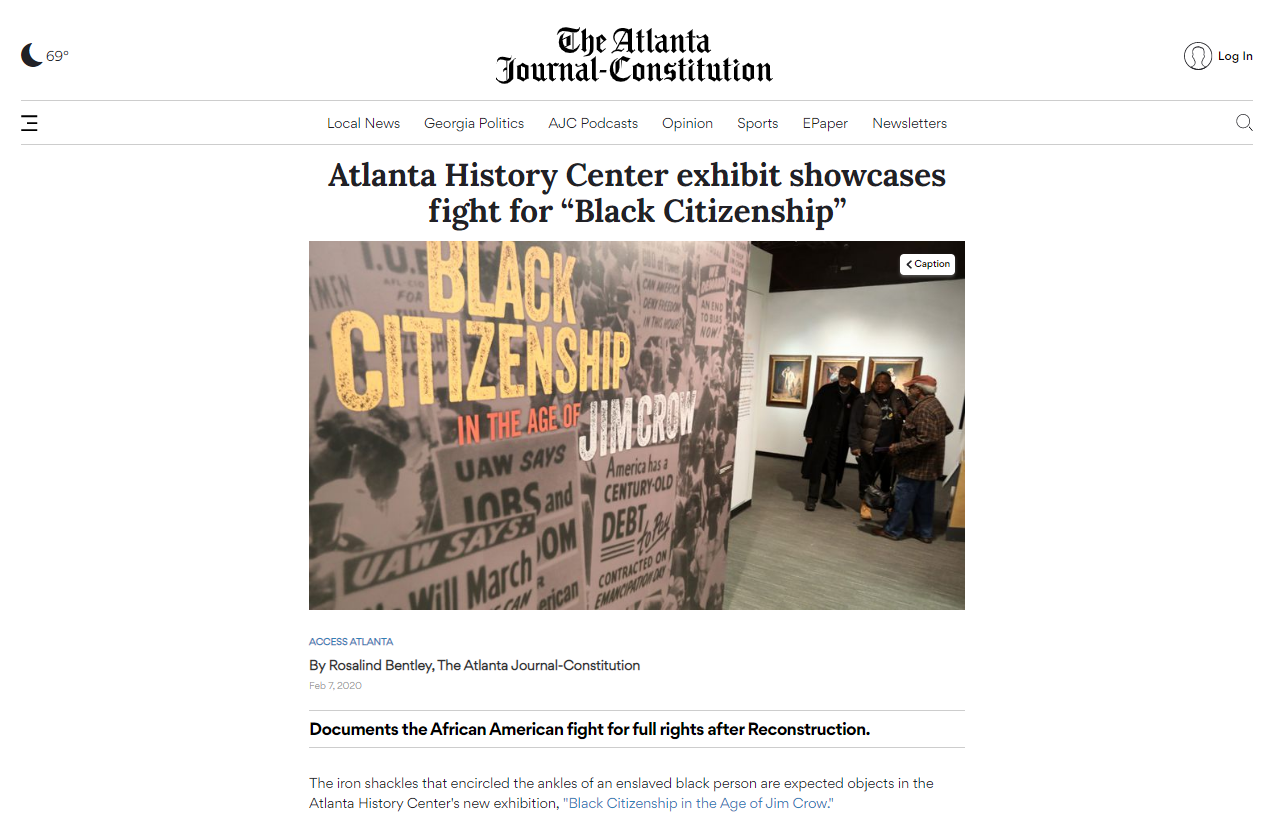 69°
The Atlanta
Journal-Constitution
Log In
Local News Georgia Politics AJC Podcasts Opinion Sports EPaper Newsletters
Atlanta History Center exhibit showcases
fight for “Black Citizenship”
Caption
I.U.E
AFL-CIO
FOR
BLACK
CITIZENSHIP
IN THE AGE OF JIM CROW
CAN AMERICA
DENY FREEDOM
IN THIS HOUR?
WE
DEMAND
AN END
TO BIAS
NOW!
UAW SAYS
JOBS and
UAW SAYS:
Will March
America has a
CENTURY-OLD
DEBT to Pay
CONTRACTED ON
EMANCIPATION DAY
ACCESS ATLANTA
By Rosalind Bentley, The Atlanta Journal-Constitution
Feb 7, 2020
Documents the African American fight for full rights after Reconstruction.
The iron shackles that encircled the ankles of an enslaved black person are expected objects in the
Atlanta History Center's new exhibition, "Black Citizenship in the Age of Jim Crow."